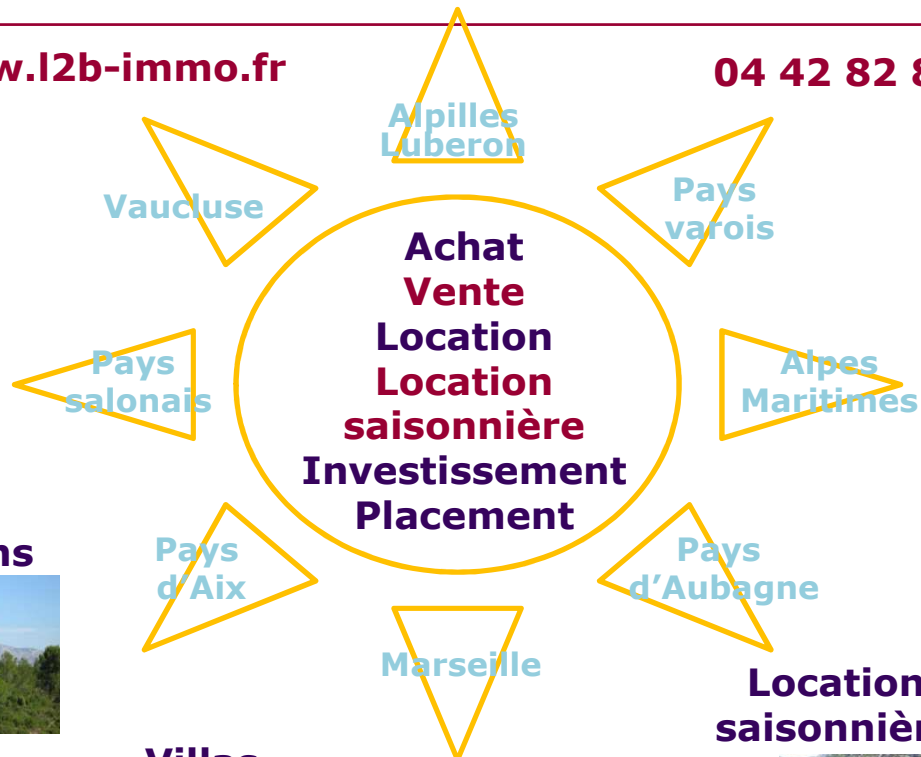 w.l2b-immo.fr
04 42 82 8
Alpilles
Luberon
Vaucluse
Pays
varois
Achat
Vente
Location
Location
saisonnière
Investissement
Placement
Pays
salonais
Alpes
Maritimes
ns
Pays
d’Aix
Pays
d’Aubagne
Marseille
Location
saisonnièr
Villas